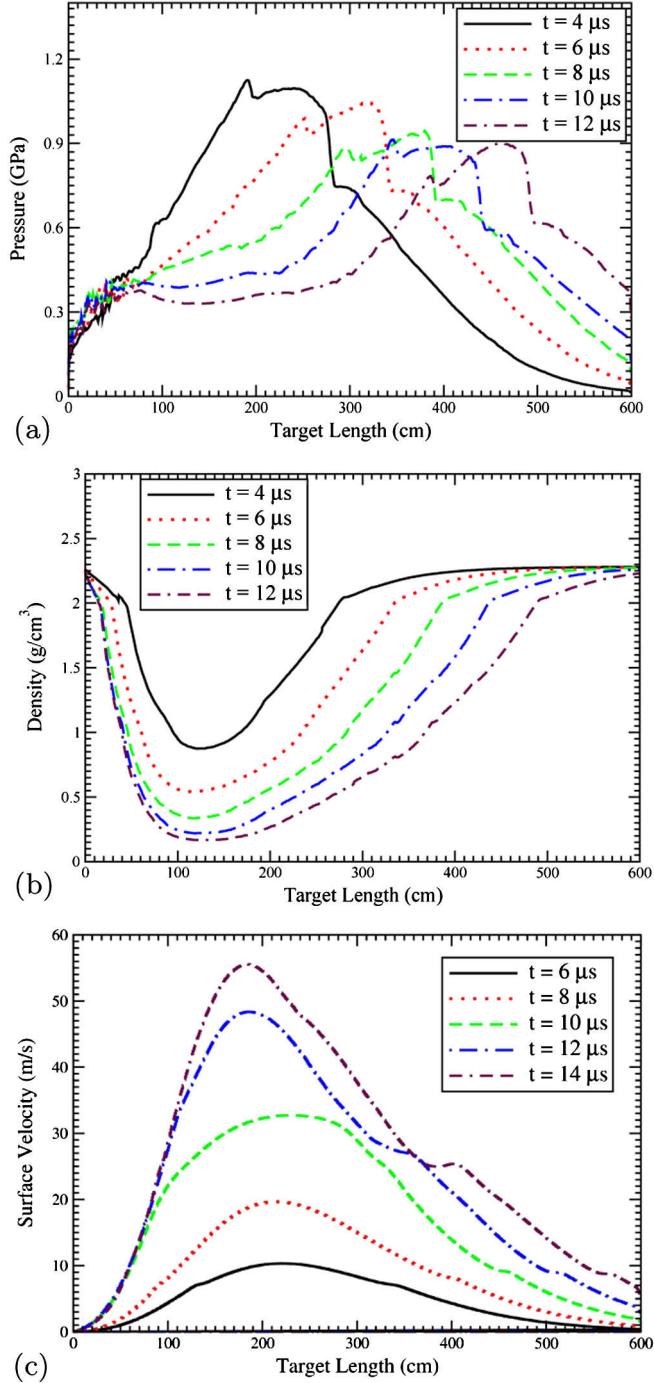 t = 4 μs
t = 6 μs
t = 8 μs
t = 10 μs
t = 12 μs
1.2
0.9
0.6
0.3
0
Pressure (GPa)
0 100 200 300 400 500 600
Target Length (cm)
(a)
t = 4 μs
t = 6 μs
t = 8 μs
t = 10 μs
t = 12 μs
3
2.5
2
1.5
1
0.5
0
Density (g/cm³)
0 100 200 300 400 500 600
Target Length (cm)
(b)
t = 6 μs
t = 8 μs
t = 10 μs
t = 12 μs
t = 14 μs
60
50
40
30
20
10
0
Surface Velocity (m/s)
0 100 200 300 400 500 600
Target Length (cm)
(c)